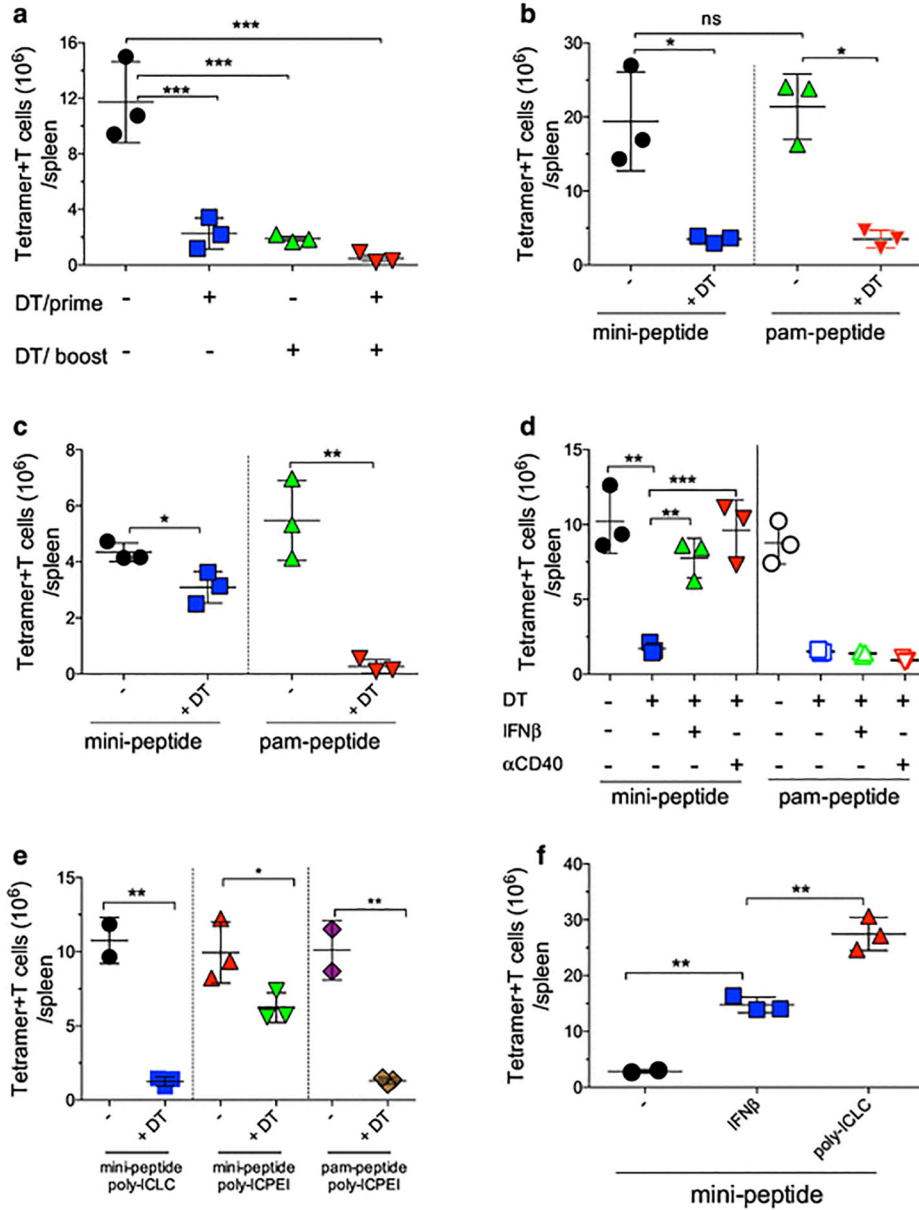 a
Tetramer+T cells (10⁶)
/spleen
16
12
8
4
0
***
***
***
DT/prime - + - +
DT/ boost - - + +
b
Tetramer+T cells (10⁶)
/spleen
30
20
10
0
ns
*
*
- + DT - + DT
mini-peptide pam-peptide
c
Tetramer+T cells (10⁶)
/spleen
8
6
4
2
0
*
**
- + DT - + DT
mini-peptide pam-peptide
d
Tetramer+T cells (10⁶)
/spleen
15
10
5
0
**
***
**
DT - + + + - + + +
IFNβ - - + - - - + -
αCD40 - - - + - - - +
mini-peptide pam-peptide
e
Tetramer+T cells (10⁶)
/spleen
15
10
5
0
**
*
**
- + DT - + DT - + DT
mini-peptide mini-peptide pam-peptide
poly-ICLC poly-ICPEI poly-ICPEI
f
Tetramer+T cells (10⁶)
/spleen
40
30
20
10
0
**
**
- IFNβ poly-ICLC
mini-peptide